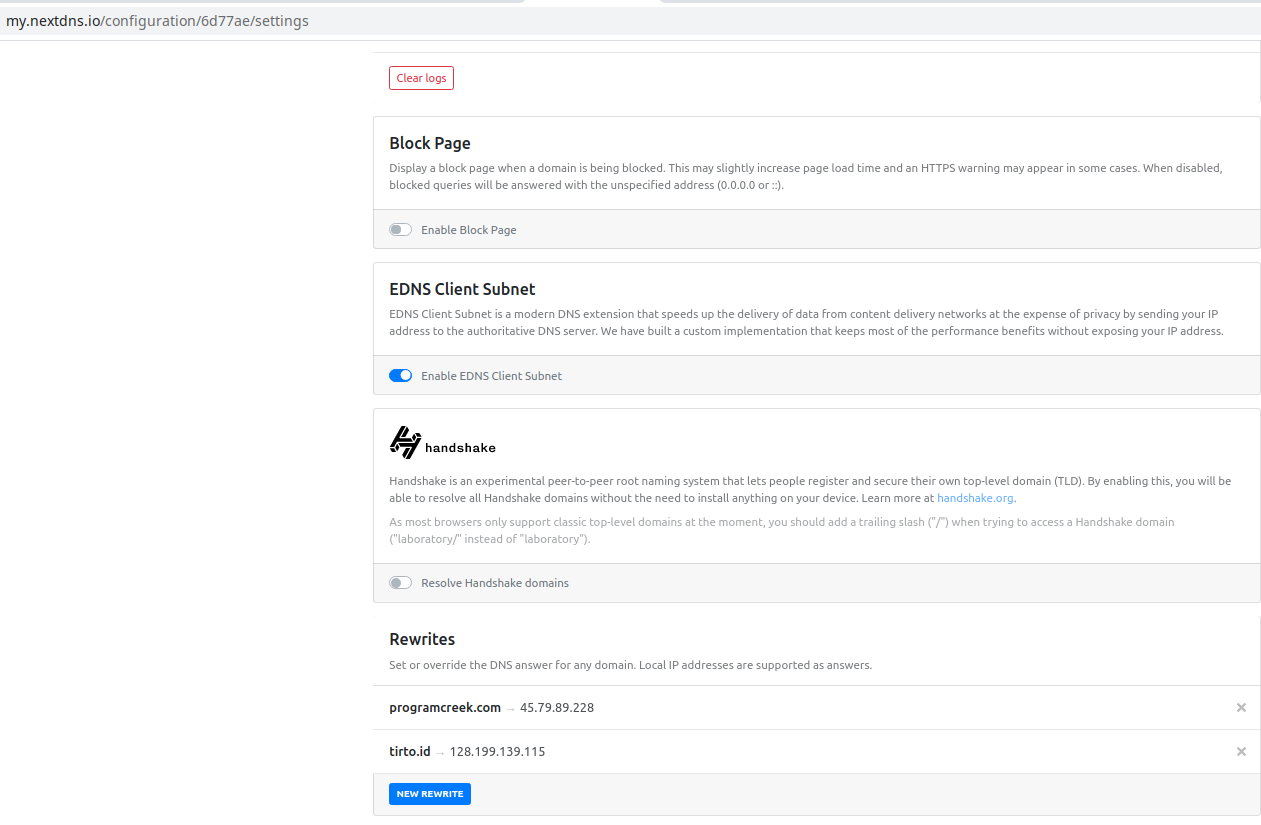 my.nextdns.io/configuration/6d77ae/settings
Clear logs
Block Page
Display a block page when a domain is being blocked. This may slightly increase page load time and an HTTPS warning may appear in some cases. When disabled,
blocked queries will be answered with the unspecified address (0.0.0.0 or ::).
Enable Block Page
EDNS Client Subnet
EDNS Client Subnet is a modern DNS extension that speeds up the delivery of data from content delivery networks at the expense of privacy by sending your IP
address to the authoritative DNS server. We have built a custom implementation that keeps most of the performance benefits without exposing your IP address.
Enable EDNS Client Subnet
handshake
Handshake is an experimental peer-to-peer root naming system that lets people register and secure their own top-level domain (TLD). By enabling this, you will be
able to resolve all Handshake domains without the need to install anything on your device. Learn more at handshake.org.
As most browsers only support classic top-level domains at the moment, you should add a trailing slash ("/") when trying to access a Handshake domain
("laboratory/" instead of "laboratory").
Resolve Handshake domains
Rewrites
Set or override the DNS answer for any domain. Local IP addresses are supported as answers.
programcreek.com → 45.79.89.228
tirto.id → 128.199.139.115
NEW REWRITE